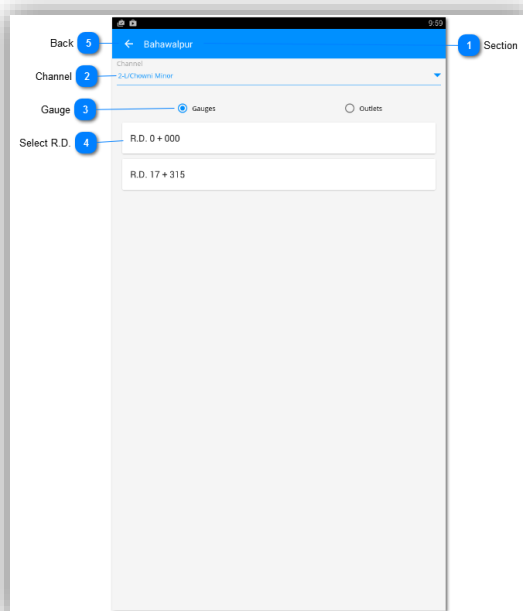 9:59
Back 5
Bahawalpur
1 Section
Channel
Channel 2
2-L/Chowni Minor
Gauge 3
Gauges
Outlets
Select R.D. 4
R.D. 0 + 000
R.D. 17 + 315